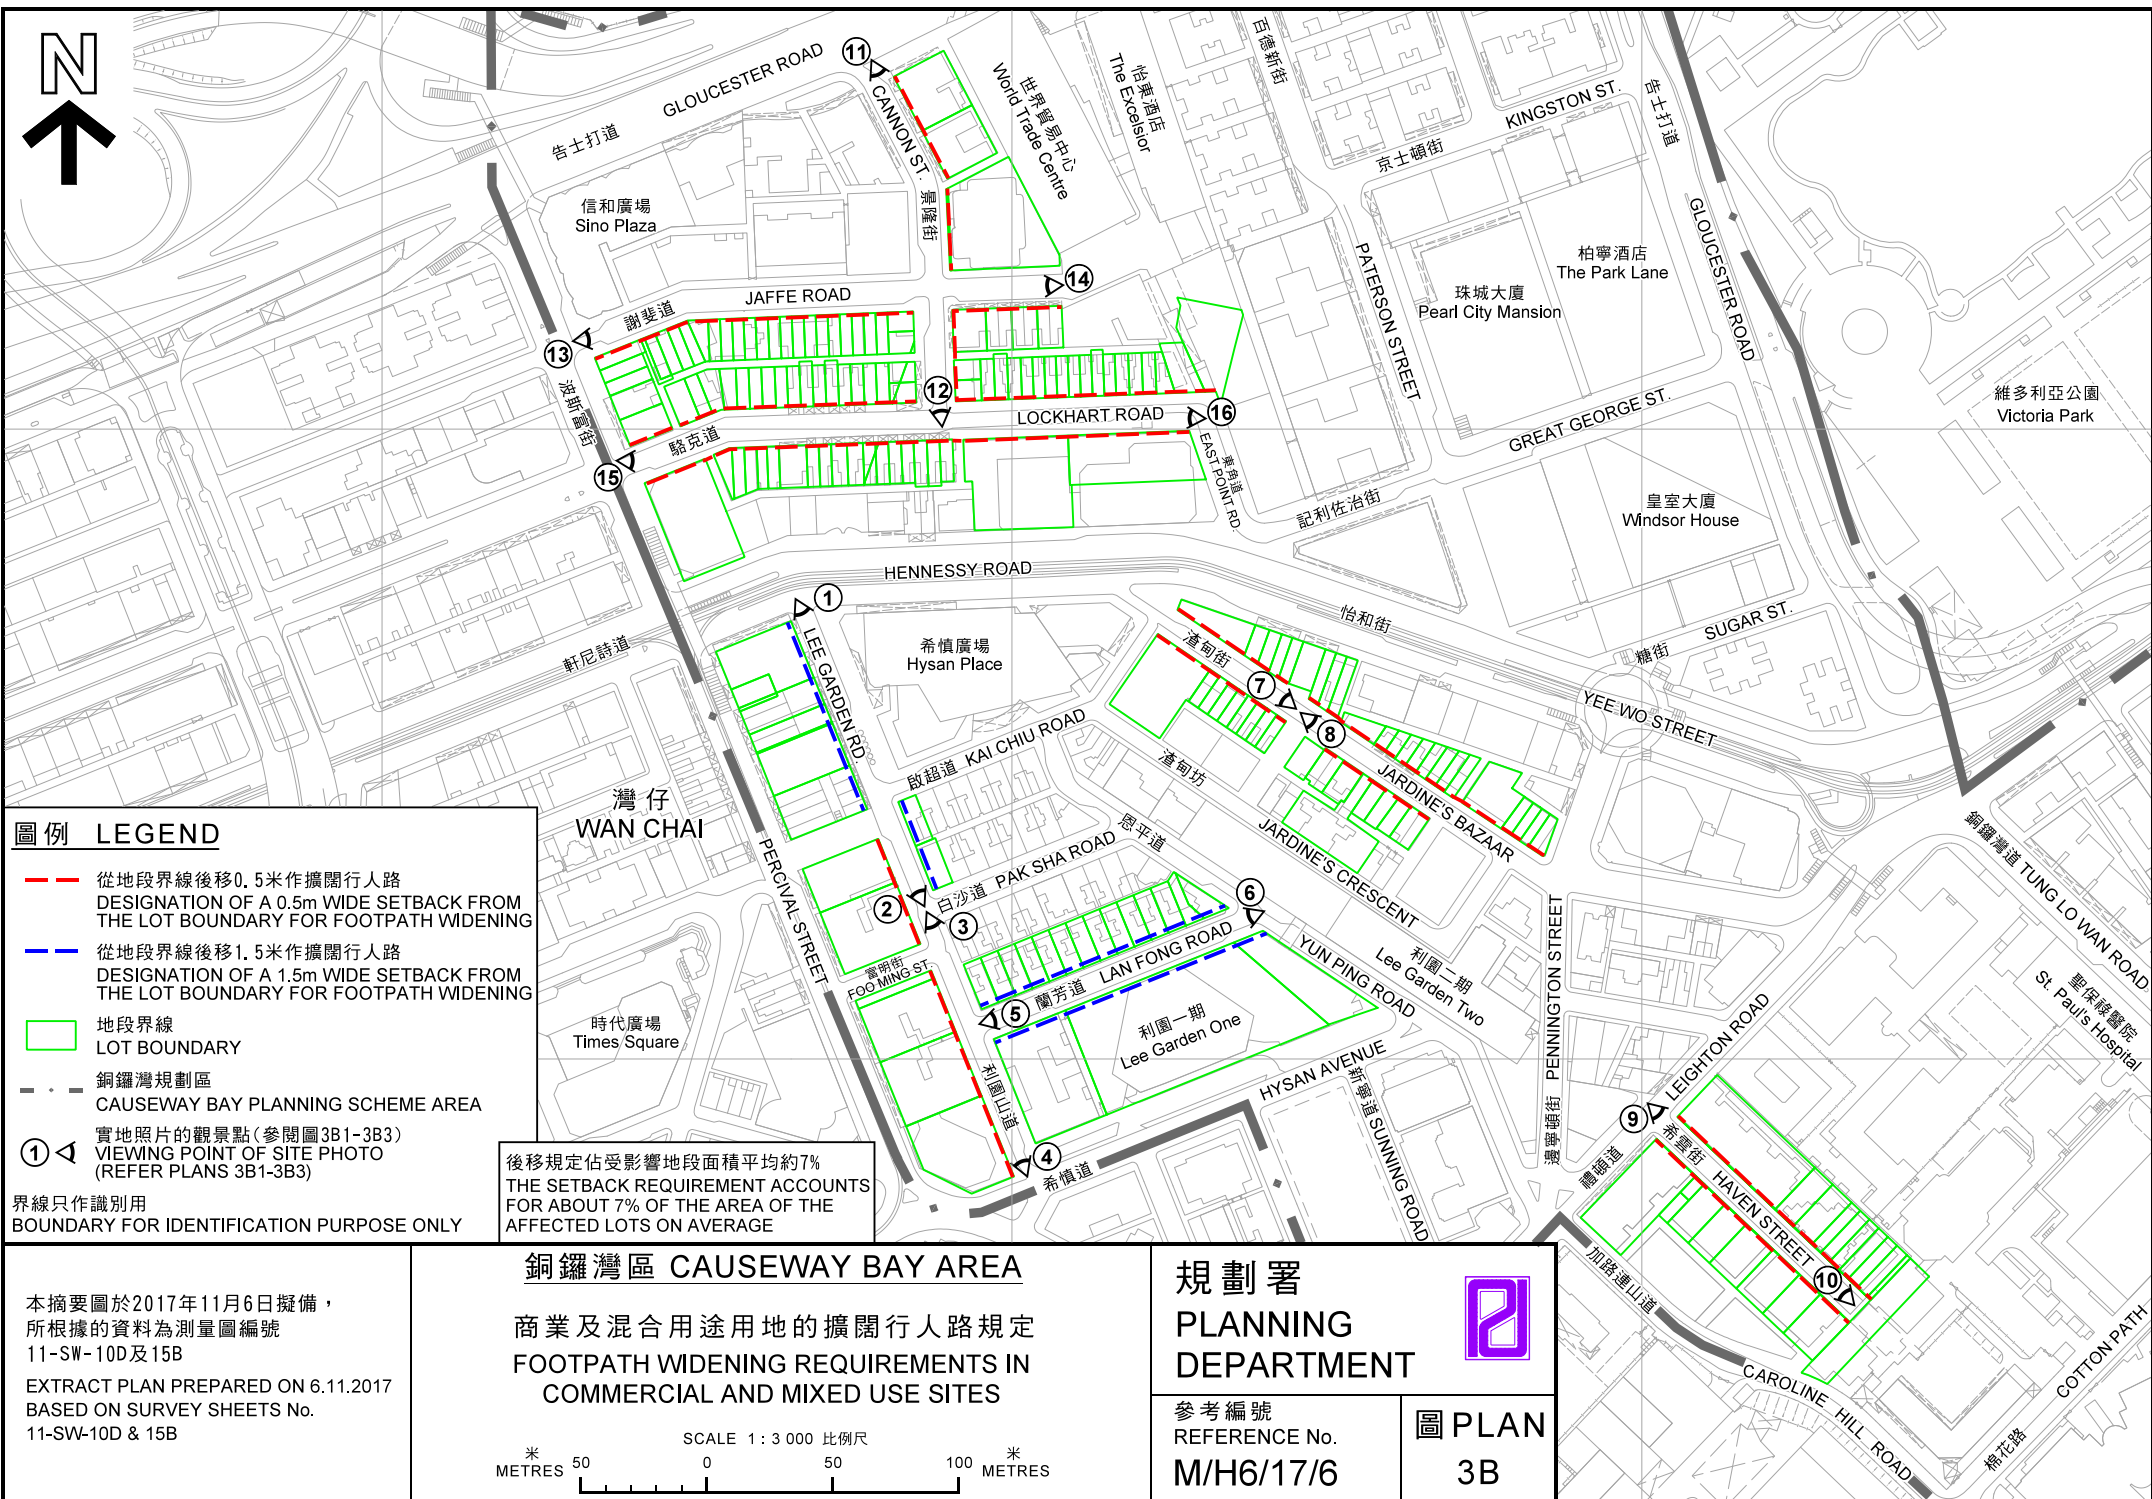 N
GLOUCESTER ROAD
告士打道
11
CANNON ST.
景隆街
世界貿易中心
World Trade Centre
怡東酒店
The Excelsior
百德新街
KINGSTON ST.
京士頓街
告士打道
GLOUCESTER ROAD
信和廣場
Sino Plaza
柏寧酒店
The Park Lane
珠城大廈
Pearl City Mansion
PATERSON STREET
維多利亞公園
Victoria Park
14
JAFFE ROAD
謝斐道
13
波斯富街
12
LOCKHART ROAD
駱克道
16
15
東角道
EAST POINT RD.
GREAT GEORGE ST.
記利佐治街
皇室大廈
Windsor House
HENNESSY ROAD
軒尼詩道
1
LEE GARDEN RD.
希慎廣場
Hysan Place
怡和街
YEE WO STREET
糖街
SUGAR ST.
渣甸街
7
8
JARDINE'S BAZAAR
啟超道 KAI CHIU ROAD
渣甸坊
JARDINE'S CRESCENT
灣仔
WAN CHAI
PERCIVAL STREET
恩平道
白沙道 PAK SHA ROAD
2
3
6
富明街
FOO MING ST.
蘭芳道 LAN FONG ROAD
5
YUN PING ROAD
利園二期
Lee Garden Two
利園一期
Lee Garden One
時代廣場
Times Square
利園山道
HYSAN AVENUE
希慎道
4
新寧道 SUNNING ROAD
邊寧頓街 PENNINGTON STREET
LEIGHTON ROAD
禮頓道
銅鑼灣道 TUNG LO WAN ROAD
聖保祿醫院
St. Paul's Hospital
9
希雲街
HAVEN STREET
10
加路連山道
CAROLINE HILL ROAD
COTTON PATH
棉花路
圖例 LEGEND
從地段界線後移0.5米作擴闊行人路
DESIGNATION OF A 0.5m WIDE SETBACK FROM
THE LOT BOUNDARY FOR FOOTPATH WIDENING
從地段界線後移1.5米作擴闊行人路
DESIGNATION OF A 1.5m WIDE SETBACK FROM
THE LOT BOUNDARY FOR FOOTPATH WIDENING
地段界線
LOT BOUNDARY
銅鑼灣規劃區
CAUSEWAY BAY PLANNING SCHEME AREA
1
實地照片的觀景點(參閱圖3B1-3B3)
VIEWING POINT OF SITE PHOTO
(REFER PLANS 3B1-3B3)
界線只作識別用
BOUNDARY FOR IDENTIFICATION PURPOSE ONLY
後移規定佔受影響地段面積平均約7%
THE SETBACK REQUIREMENT ACCOUNTS
FOR ABOUT 7% OF THE AREA OF THE
AFFECTED LOTS ON AVERAGE
本摘要圖於2017年11月6日擬備，
所根據的資料為測量圖編號
11-SW-10D及15B
EXTRACT PLAN PREPARED ON 6.11.2017
BASED ON SURVEY SHEETS No.
11-SW-10D & 15B
銅鑼灣區 CAUSEWAY BAY AREA
商業及混合用途用地的擴闊行人路規定
FOOTPATH WIDENING REQUIREMENTS IN
COMMERCIAL AND MIXED USE SITES
SCALE 1 : 3 000 比例尺
米
METRES 50 0 50 100 米
METRES
規劃署
PLANNING
DEPARTMENT
參考編號
REFERENCE No.
M/H6/17/6
圖 PLAN
3B